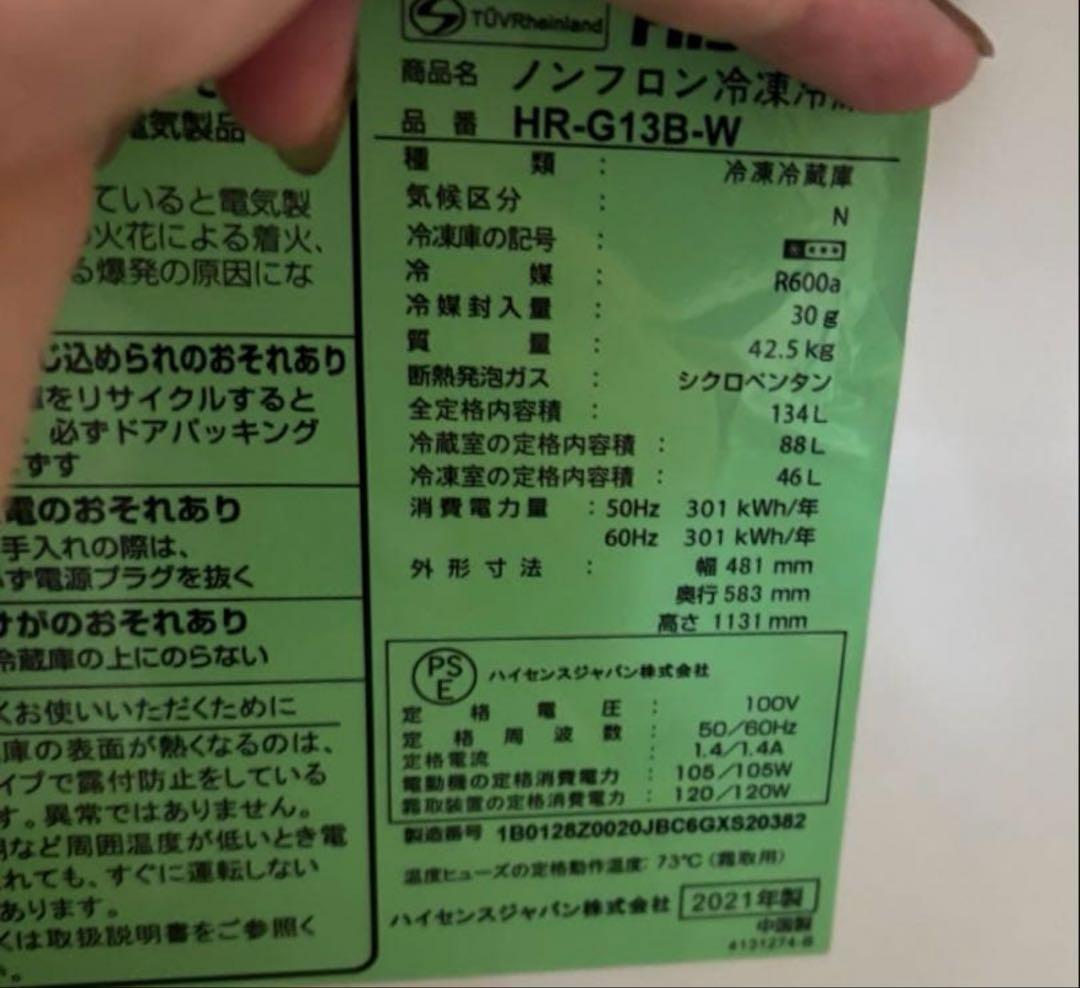 電気製品
ていると電気製
火花による着火、
る爆発の原因にな
じ込められのおそれあり
をリサイクルすると
、必ずドアパッキング
ずす
電のおそれあり
手入れの際は、
ず電源プラグを抜く
けがのおそれあり
冷蔵庫の上にのらない
くお使いいただくために
庫の表面が熱くなるのは、
イプで露付防止をしている
す。異常ではありません。
など周囲温度が低いとき電
れても、すぐに運転しない
あります。
くは取扱説明書をご参照く
い。
TÜVRheinland
商品名 ノンフロン冷凍冷
品番 HR-G13B-W
種類 : 冷凍冷蔵庫
気候区分 : N
冷凍庫の記号 :
冷媒 : R600a
冷媒封入量 : 30 g
質量 : 42.5 kg
断熱発泡ガス : シクロペンタン
全定格内容積 : 134 L
冷蔵室の定格内容積 : 88 L
冷凍室の定格内容積 : 46 L
消費電力量 : 50Hz 301 kWh/年
60Hz 301 kWh/年
外形寸法 : 幅 481 mm
奥行 583 mm
高さ 1131 mm
PSE ハイセンスジャパン株式会社
定格電圧 : 100V
定格周波数 : 50/60Hz
定格電流 : 1.4/1.4A
電動機の定格消費電力 : 105/105W
霜取装置の定格消費電力 : 120/120W
製造番号 1B0128Z0020JBC6GXS20382
温度ヒューズの定格動作温度: 73℃ (霜取用)
ハイセンスジャパン株式会社 2021年製
中国製
4131274-B